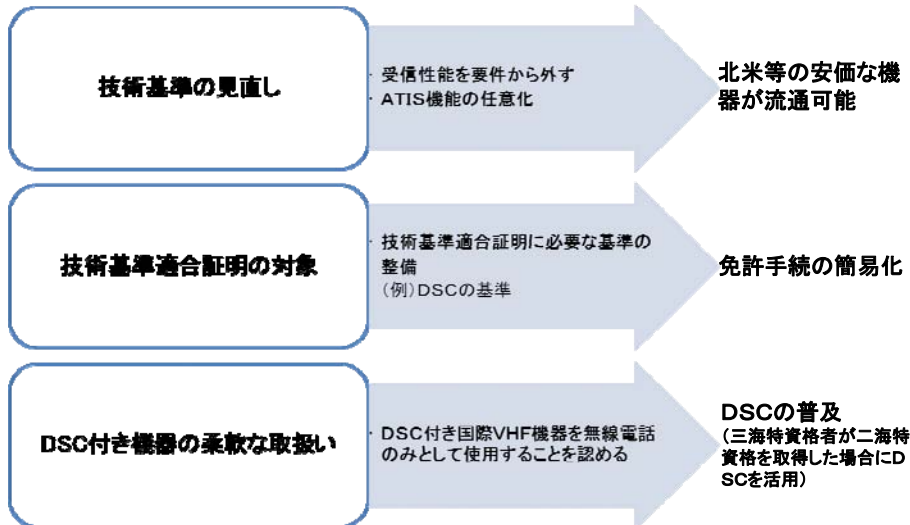 技術基準の見直し
・ 受信性能を要件から外す
・ ATIS機能の任意化
北米等の安価な機
器が流通可能
技術基準適合証明の対象
・ 技術基準適合証明に必要な基準の
整備
（例）DSCの基準
免許手続の簡易化
DSC付き機器の柔軟な取扱い
・ DSC付き国際VHF機器を無線電話
のみとして使用することを認める
DSCの普及
（三海特資格者が二海特
資格を取得した場合にD
SCを活用）